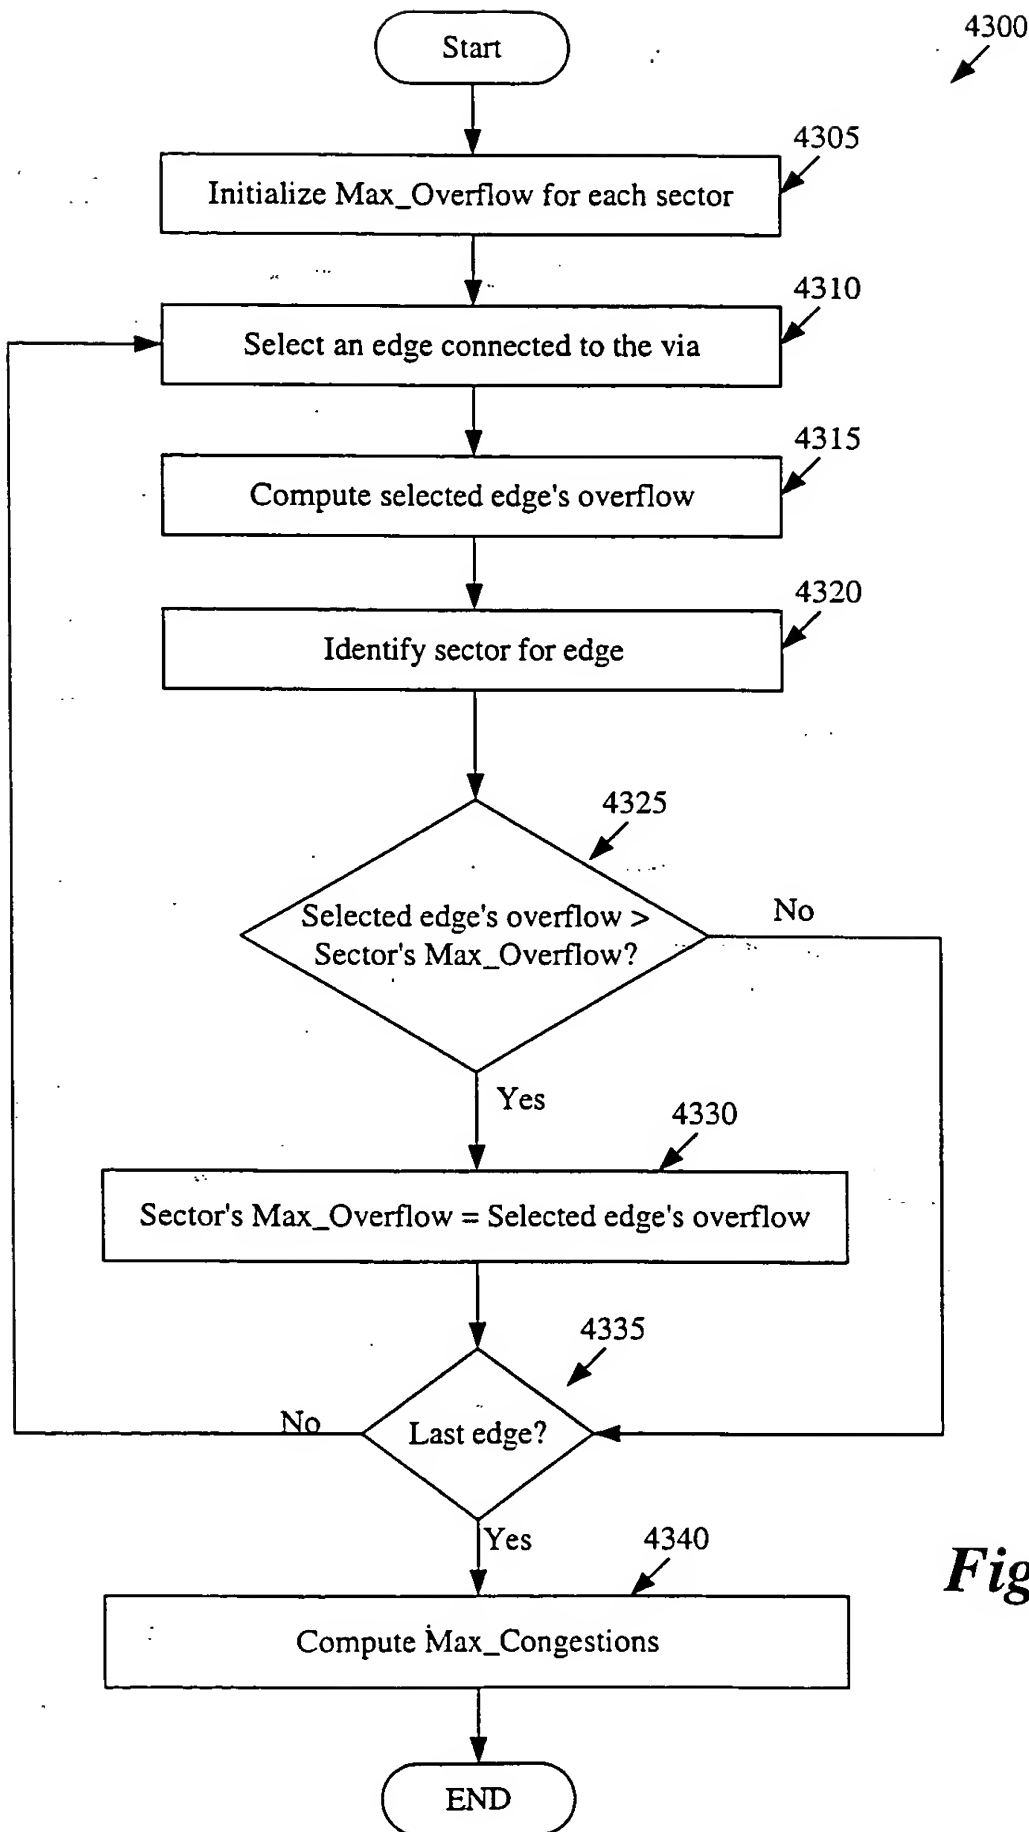 4300
Start
4305
Initialize Max_Overflow for each sector
4310
Select an edge connected to the via
4315
Compute selected edge's overflow
4320
Identify sector for edge
4325
Selected edge's overflow >
Sector's Max_Overflow?
No
Yes
4330
Sector's Max_Overflow = Selected edge's overflow
4335
Last edge?
No
Yes
4340
Compute Max_Congestions
Fig
END